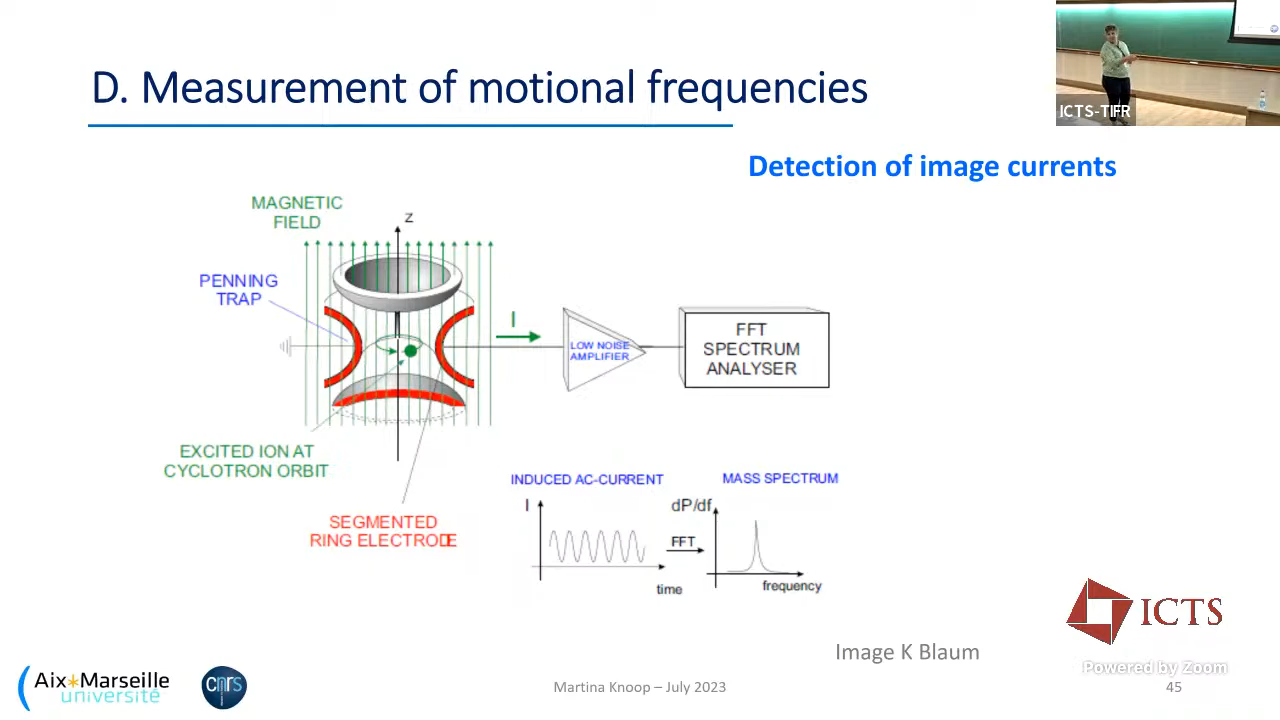 D. Measurement of motional frequencies
ICTS-TIFR
Detection of image currents
MAGNETIC
FIELD
z
PENNING
TRAP
I
LOW NOISE
AMPLIFIER
FFT
SPECTRUM
ANALYSER
EXCITED ION AT
CYCLOTRON ORBIT
SEGMENTED
RING ELECTRODE
INDUCED AC-CURRENT
I
time
FFT
MASS SPECTRUM
dP/df
frequency
Image K Blaum
ICTS
Powered by Zoom
Aix*Marseille
université
cnrs
Martina Knoop – July 2023
45